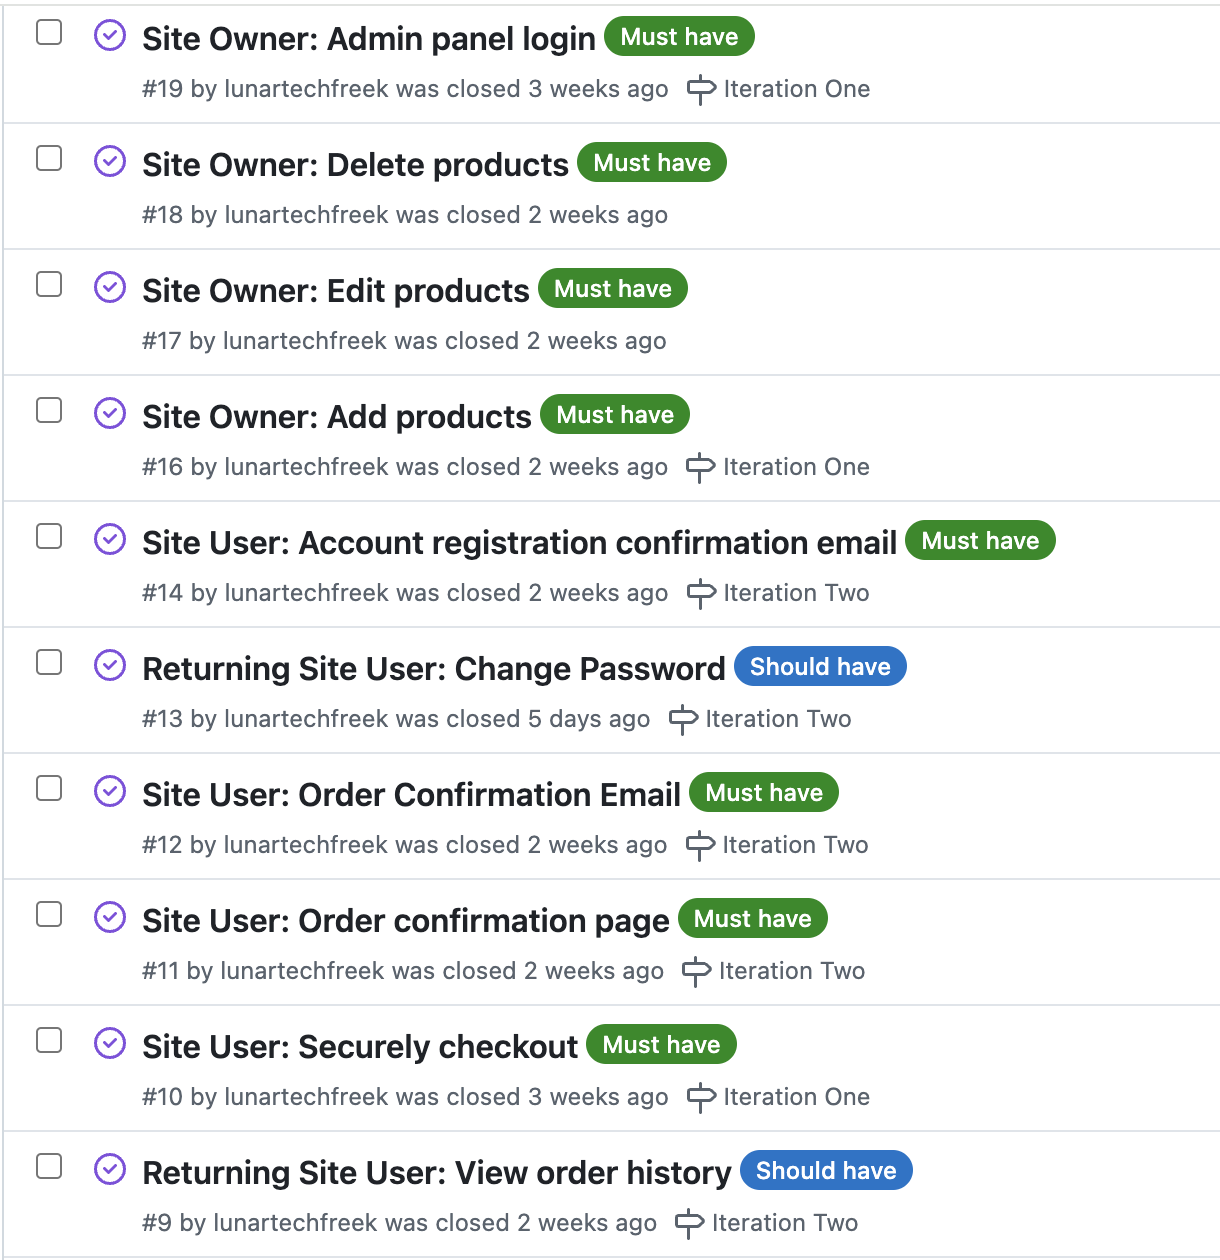 Site Owner: Admin panel login Must have
#19 by lunartechfreek was closed 3 weeks ago Iteration One
Site Owner: Delete products Must have
#18 by lunartechfreek was closed 2 weeks ago
Site Owner: Edit products Must have
#17 by lunartechfreek was closed 2 weeks ago
Site Owner: Add products Must have
#16 by lunartechfreek was closed 2 weeks ago Iteration One
Site User: Account registration confirmation email Must have
#14 by lunartechfreek was closed 2 weeks ago Iteration Two
Returning Site User: Change Password Should have
#13 by lunartechfreek was closed 5 days ago Iteration Two
Site User: Order Confirmation Email Must have
#12 by lunartechfreek was closed 2 weeks ago Iteration Two
Site User: Order confirmation page Must have
#11 by lunartechfreek was closed 2 weeks ago Iteration Two
Site User: Securely checkout Must have
#10 by lunartechfreek was closed 3 weeks ago Iteration One
Returning Site User: View order history Should have
#9 by lunartechfreek was closed 2 weeks ago Iteration Two